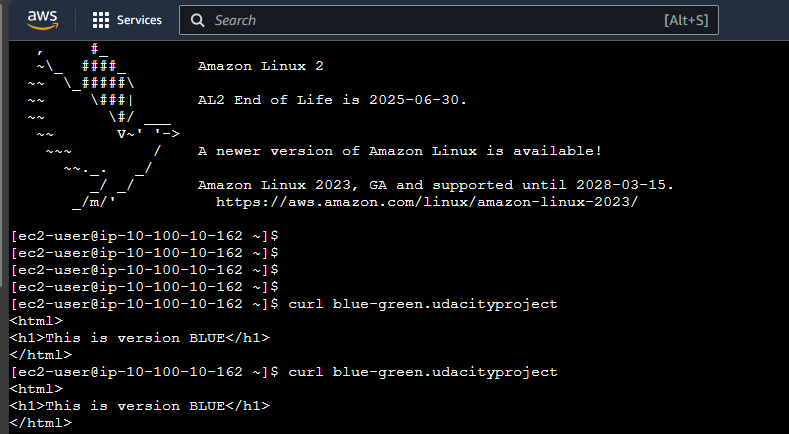 aws
Services
Search
[Alt+S]
   ,     #_
   ~\_  ####_        Amazon Linux 2
  ~~  \_#####\
  ~~     \###|       AL2 End of Life is 2025-06-30.
  ~~       \#/ ___
   ~~       V~' '->
    ~~~         /    A newer version of Amazon Linux is available!
      ~~._.   _/
         _/ _/       Amazon Linux 2023, GA and supported until 2028-03-15.
       _/m/'           https://aws.amazon.com/linux/amazon-linux-2023/
[ec2-user@ip-10-100-10-162 ~]$
[ec2-user@ip-10-100-10-162 ~]$
[ec2-user@ip-10-100-10-162 ~]$
[ec2-user@ip-10-100-10-162 ~]$
[ec2-user@ip-10-100-10-162 ~]$ curl blue-green.udacityproject
<html>
<h1>This is version BLUE</h1>
</html>
[ec2-user@ip-10-100-10-162 ~]$ curl blue-green.udacityproject
<html>
<h1>This is version BLUE</h1>
</html>